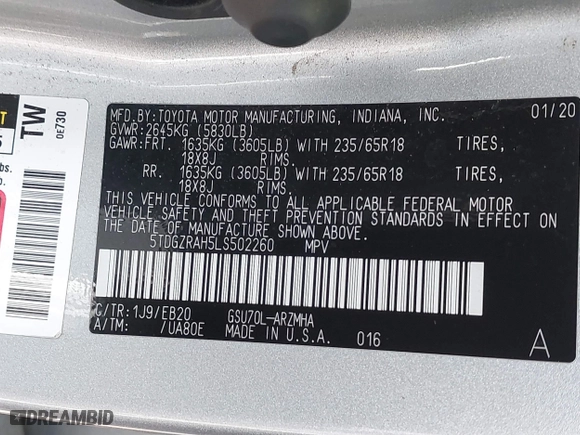 MFD.BY:TOYOTA MOTOR MANUFACTURING, INDIANA, INC. 01/20
GVWR:2645KG (5830LB)
GAWR:FRT. 1635KG (3605LB) WITH 235/65R18 TIRES,
18X8J RIMS.
RR. 1635KG (3605LB) WITH 235/65R18 TIRES,
18X8J RIMS.
THIS VEHICLE CONFORMS TO ALL APPLICABLE FEDERAL MOTOR
VEHICLE SAFETY AND THEFT PREVENTION STANDARDS IN EFFECT ON
THE DATE OF MANUFACTURE SHOWN ABOVE.
5TDGZRAH5LS502260 MPV
C/TR:1J9/EB20 GSU70L-ARZMHA
A/TM: /UA80E MADE IN U.S.A. 016 A
TW
0E730
5
bs.
DREAMBID